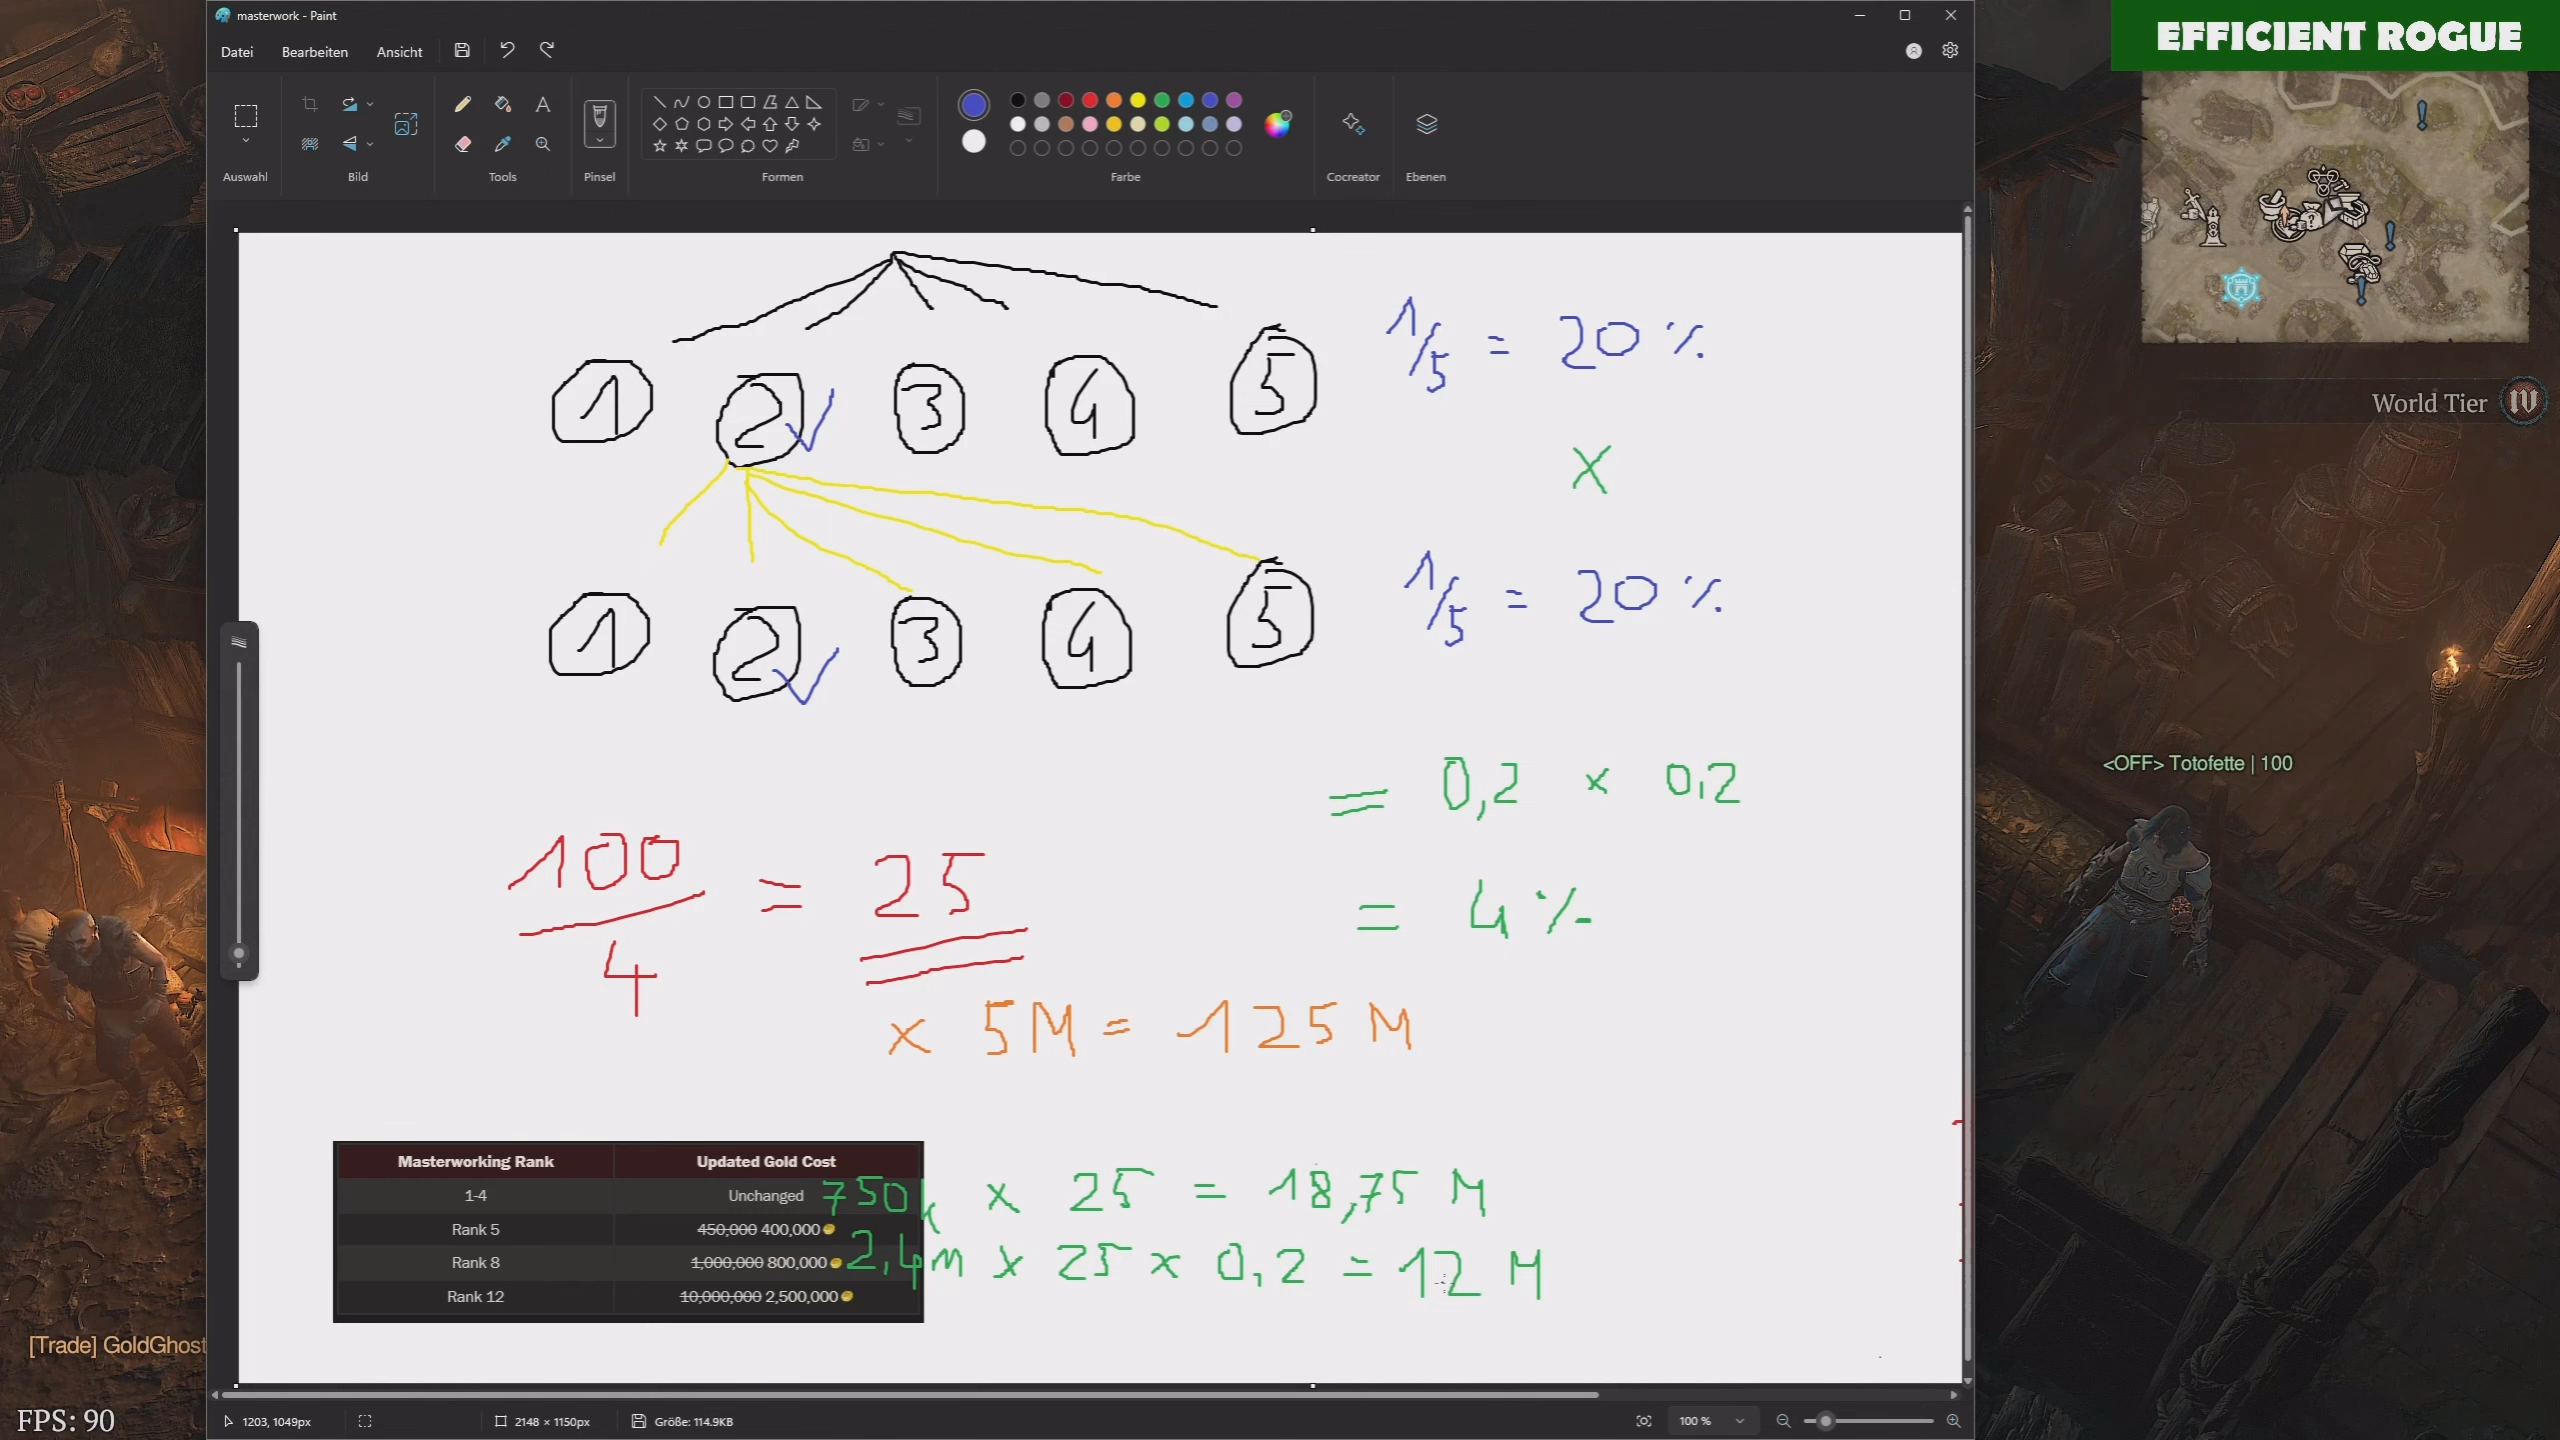 masterwork - Paint
EFFICIENT ROGUE
Datei Bearbeiten Ansicht
Auswahl Bild Tools Pinsel Formen Farbe Cocreator Ebenen
World Tier IV
1/5 = 20 %
1 2 3 4 5
x
1/5 = 20 %
1 2 3 4 5
<OFF> Totofette | 100
= 0,2 x 0,2
100/4 = 25
= 4 %
x 5M = 125 M
Masterworking Rank Updated Gold Cost
1-4 Unchanged
750k x 25 = 18,75 M
Rank 5 450,000 400,000
Rank 8 1,000,000 800,000
2,4M x 25 x 0,2 = 12 M
Rank 12 10,000,000 2,500,000
[Trade] GoldGhost
FPS: 90
1203, 1049px 2148 × 1150px Größe: 114.9KB 100 %